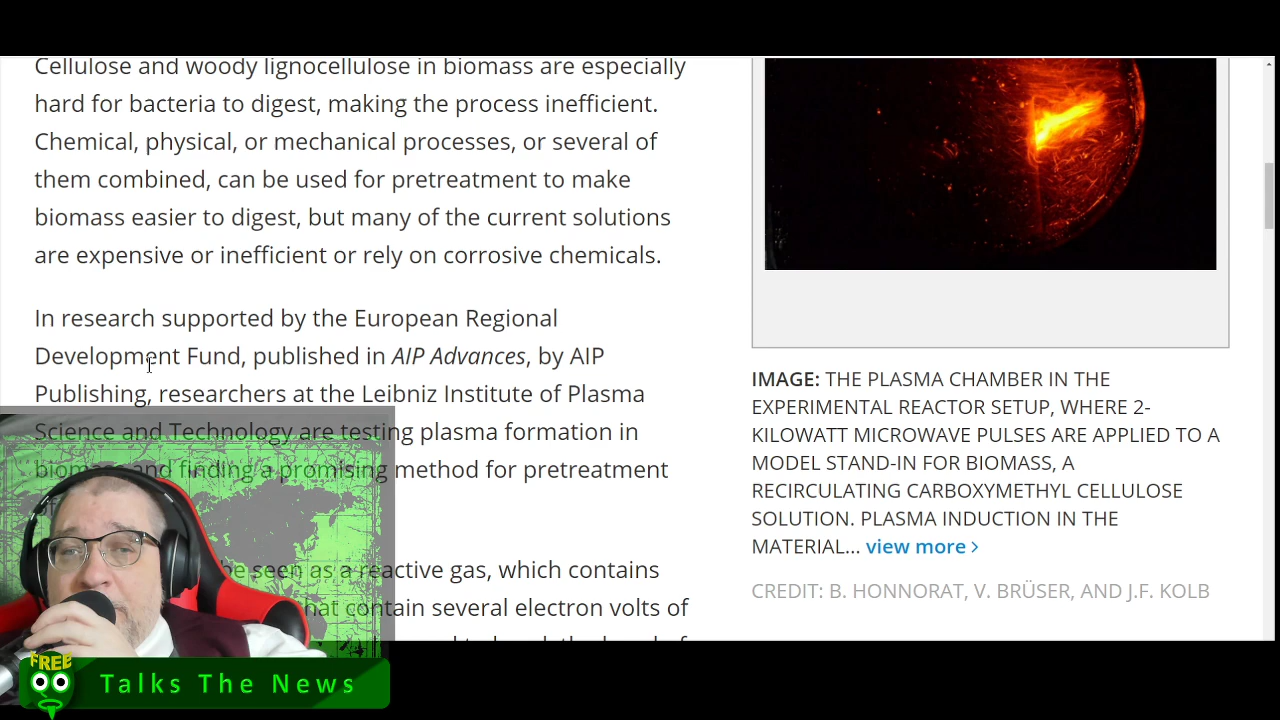 Cellulose and woody lignocellulose in biomass are especially
hard for bacteria to digest, making the process inefficient.
Chemical, physical, or mechanical processes, or several of
them combined, can be used for pretreatment to make
biomass easier to digest, but many of the current solutions
are expensive or inefficient or rely on corrosive chemicals.
In research supported by the European Regional
Development Fund, published in AIP Advances, by AIP
Publishing, researchers at the Leibniz Institute of Plasma
Science and Technology are testing plasma formation in
biomass and finding a promising method for pretreatment
be seen as a reactive gas, which contains
that contain several electron volts of
IMAGE: THE PLASMA CHAMBER IN THE
EXPERIMENTAL REACTOR SETUP, WHERE 2-
KILOWATT MICROWAVE PULSES ARE APPLIED TO A
MODEL STAND-IN FOR BIOMASS, A
RECIRCULATING CARBOXYMETHYL CELLULOSE
SOLUTION. PLASMA INDUCTION IN THE
MATERIAL... view more >
CREDIT: B. HONNORAT, V. BRÜSER, AND J.F. KOLB
FREE
Talks The News